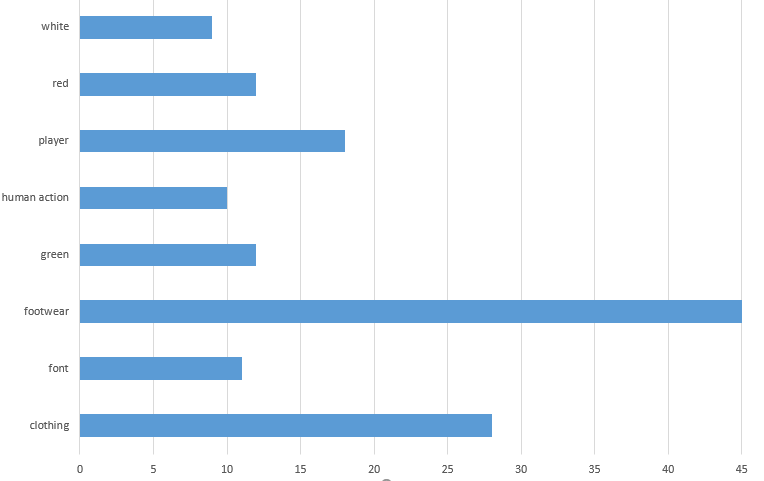 white
red
player
human action
green
footwear
font
clothing
0 5 10 15 20 25 30 35 40 45